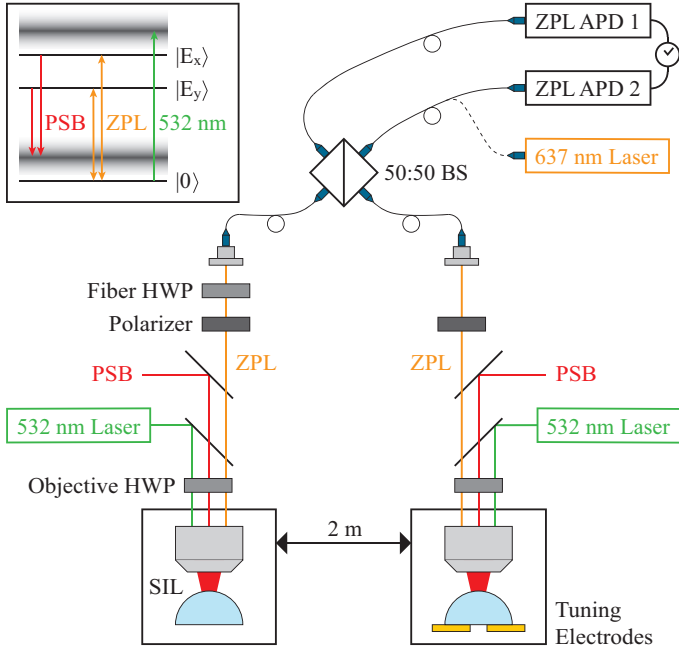 ZPL APD 1
|Eₓ⟩
|Eᵧ⟩
PSB
ZPL
532 nm
|0⟩
ZPL APD 2
637 nm Laser
50:50 BS
Fiber HWP
Polarizer
ZPL
ZPL
PSB
PSB
532 nm Laser
532 nm Laser
Objective HWP
2 m
SIL
Tuning
Electrodes